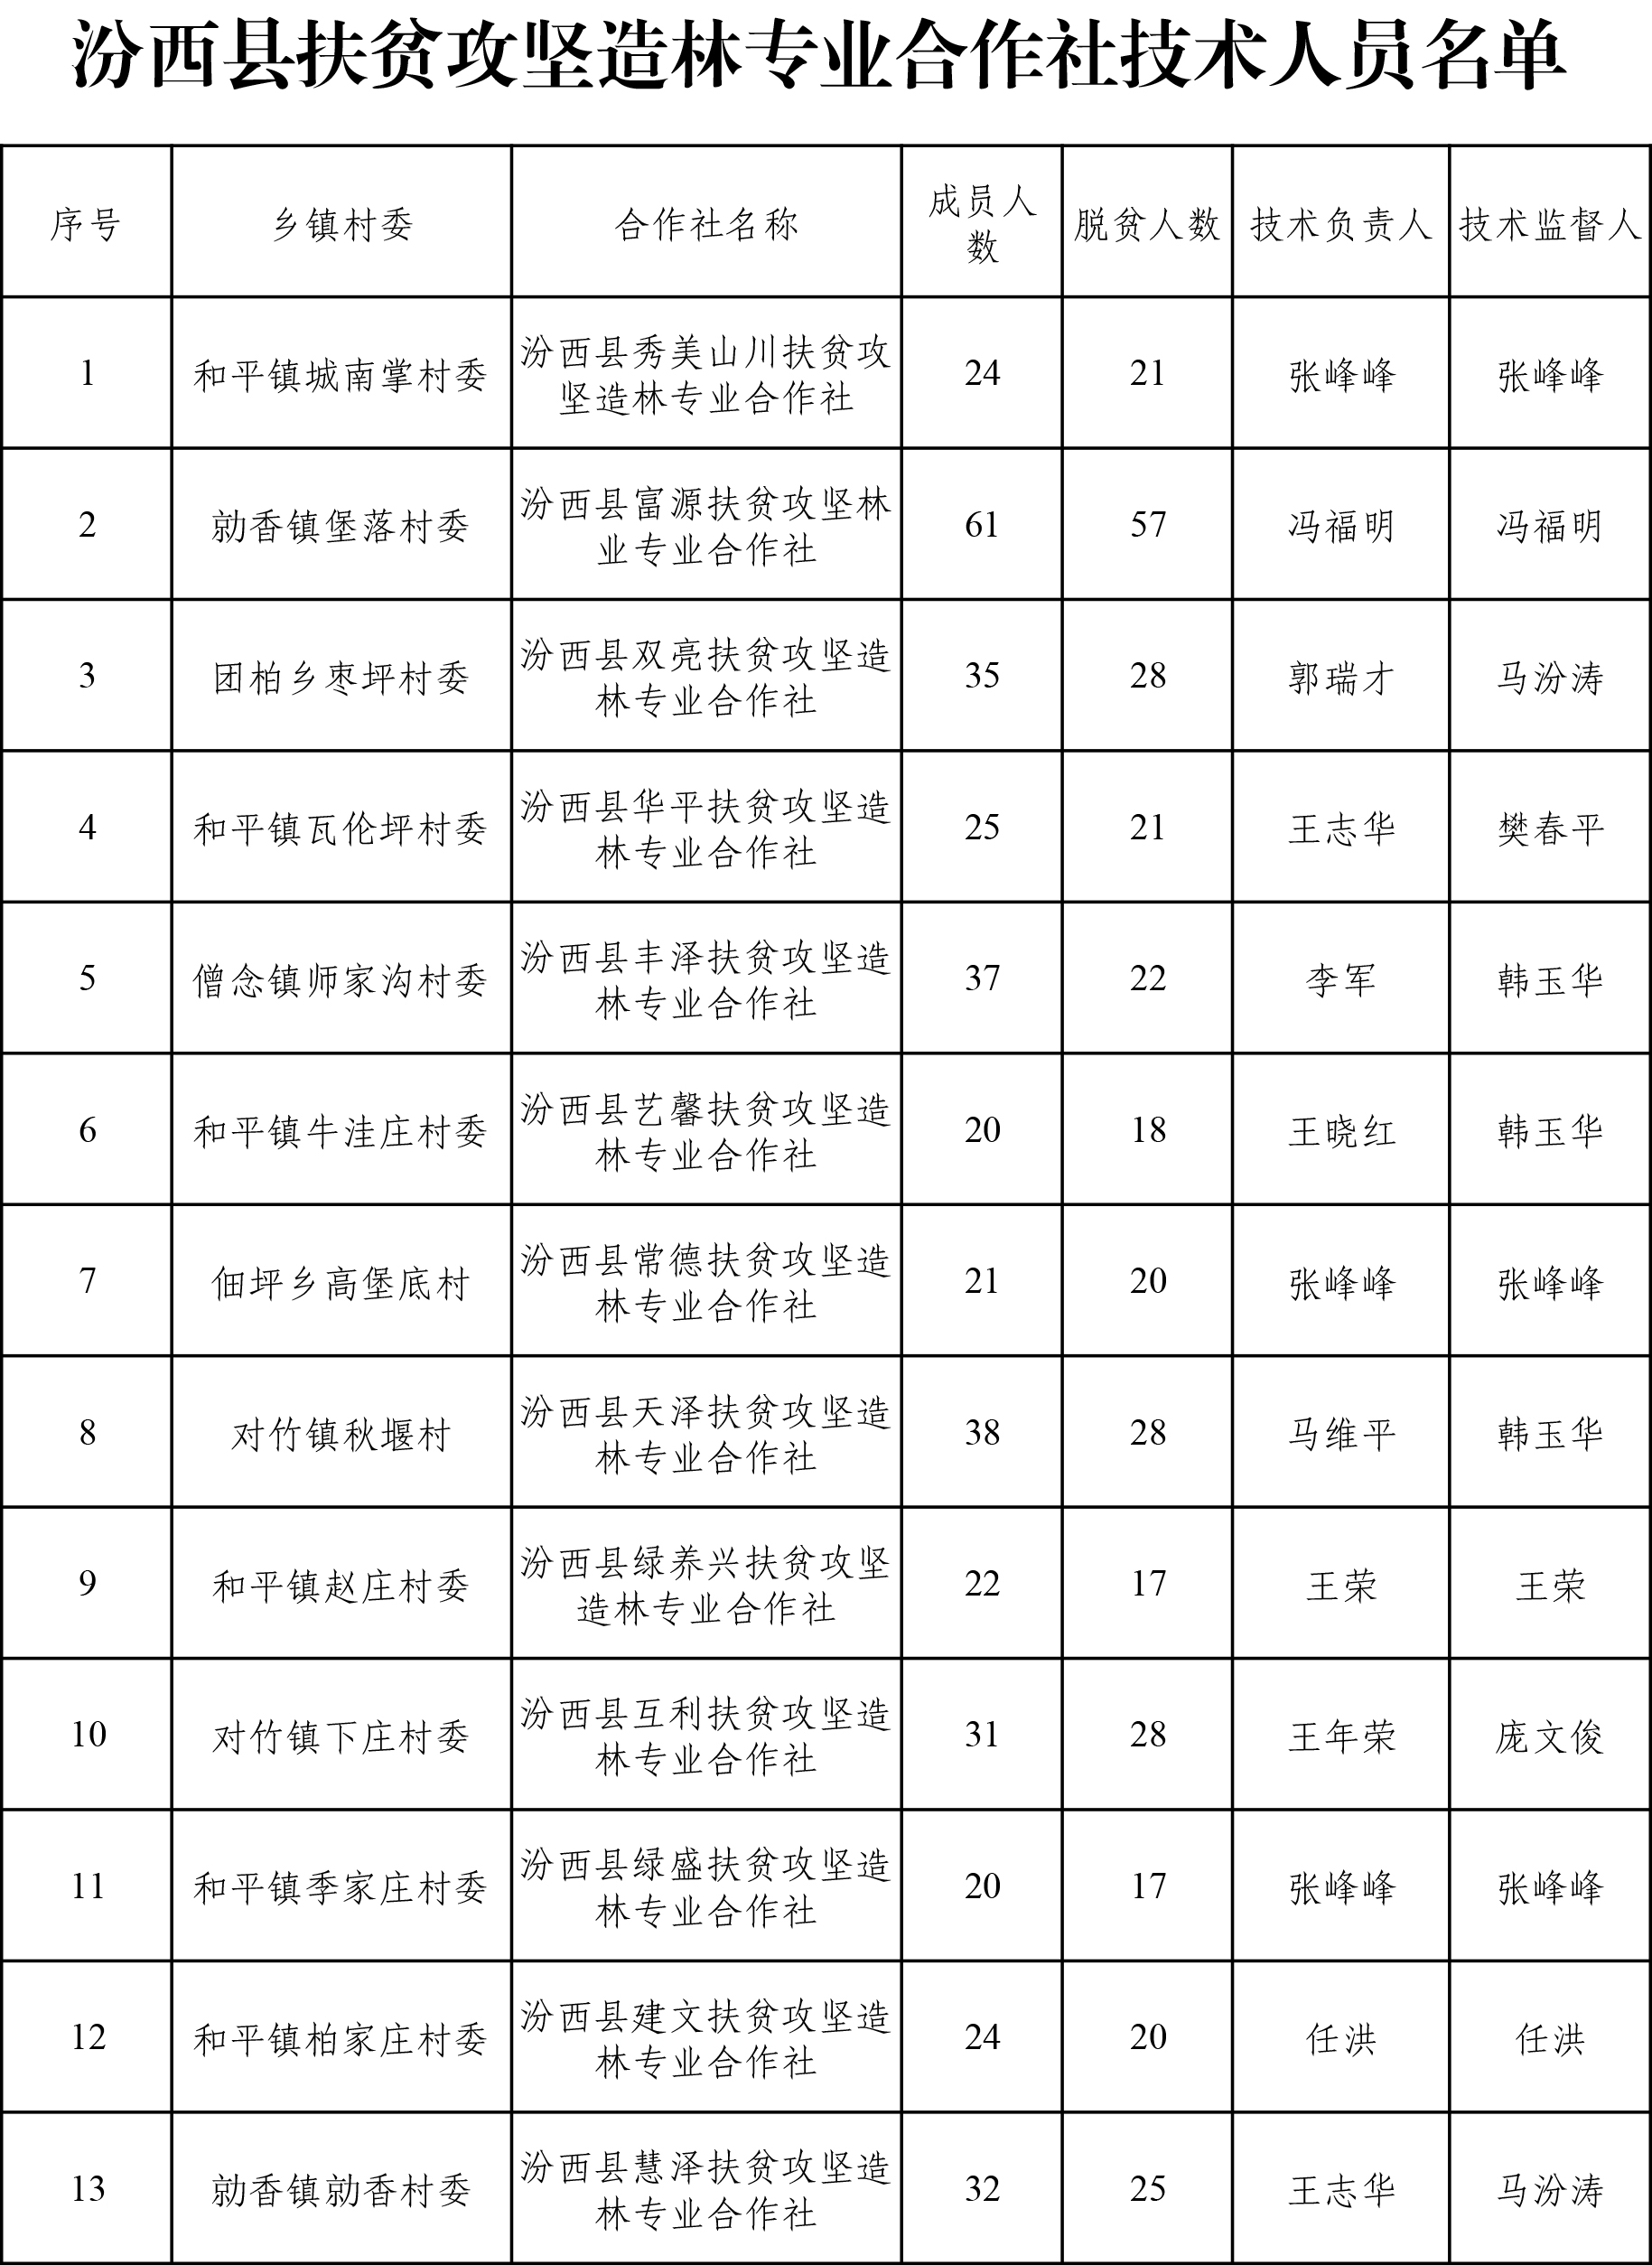 汾西县扶贫攻坚造林专业合作社技术人员名单
序号 乡镇村委 合作社名称 成员人数 脱贫人数 技术负责人 技术监督人
1 和平镇城南掌村委 汾西县秀美山川扶贫攻坚造林专业合作社 24 21 张峰峰 张峰峰
2 勍香镇堡落村委 汾西县富源扶贫攻坚林业专业合作社 61 57 冯福明 冯福明
3 团柏乡枣坪村委 汾西县双亮扶贫攻坚造林专业合作社 35 28 郭瑞才 马汾涛
4 和平镇瓦伦坪村委 汾西县华平扶贫攻坚造林专业合作社 25 21 王志华 樊春平
5 僧念镇师家沟村委 汾西县丰泽扶贫攻坚造林专业合作社 37 22 李军 韩玉华
6 和平镇牛洼庄村委 汾西县艺馨扶贫攻坚造林专业合作社 20 18 王晓红 韩玉华
7 佃坪乡高堡底村 汾西县常德扶贫攻坚造林专业合作社 21 20 张峰峰 张峰峰
8 对竹镇秋堰村 汾西县天泽扶贫攻坚造林专业合作社 38 28 马维平 韩玉华
9 和平镇赵庄村委 汾西县绿养兴扶贫攻坚造林专业合作社 22 17 王荣 王荣
10 对竹镇下庄村委 汾西县互利扶贫攻坚造林专业合作社 31 28 王年荣 庞文俊
11 和平镇季家庄村委 汾西县绿盛扶贫攻坚造林专业合作社 20 17 张峰峰 张峰峰
12 和平镇柏家庄村委 汾西县建文扶贫攻坚造林专业合作社 24 20 任洪 任洪
13 勍香镇勍香村委 汾西县慧泽扶贫攻坚造林专业合作社 32 25 王志华 马汾涛